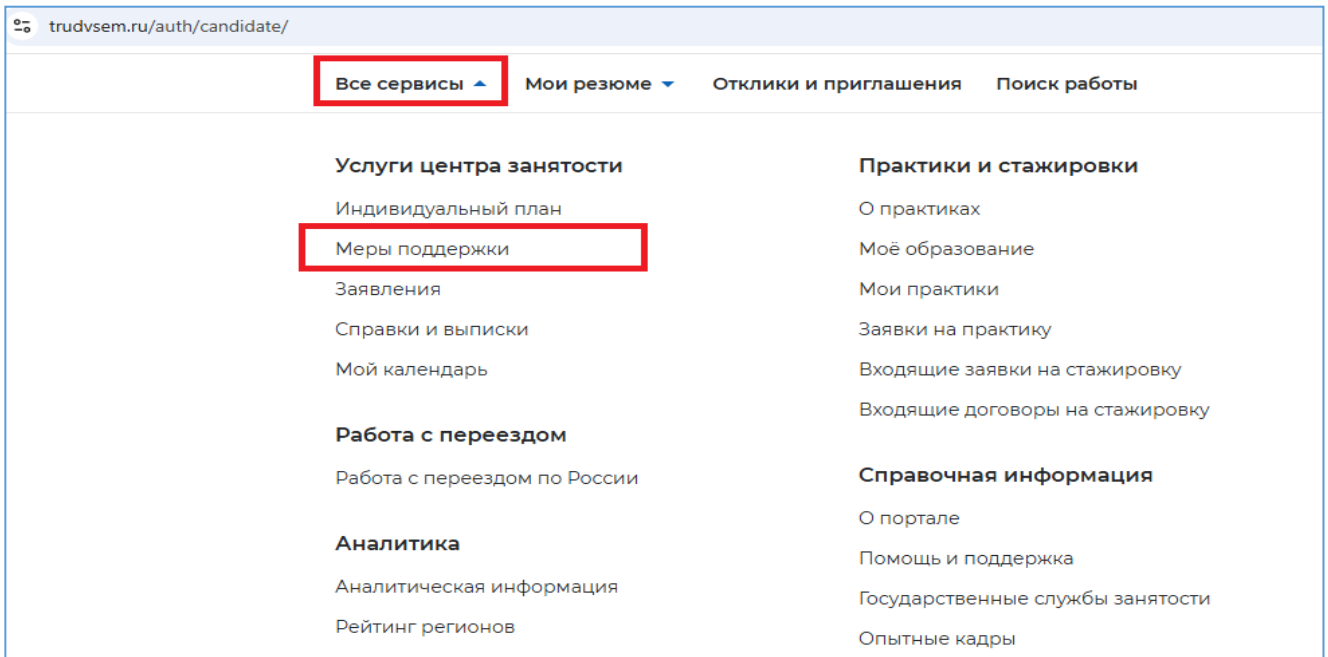 trudvsem.ru/auth/candidate/
Все сервисы Мои резюме Отклики и приглашения Поиск работы
Услуги центра занятости
Индивидуальный план
Меры поддержки
Заявления
Справки и выписки
Мой календарь
Работа с переездом
Работа с переездом по России
Аналитика
Аналитическая информация
Рейтинг регионов
Практики и стажировки
О практиках
Моё образование
Мои практики
Заявки на практику
Входящие заявки на стажировку
Входящие договоры на стажировку
Справочная информация
О портале
Помощь и поддержка
Государственные службы занятости
Опытные кадры